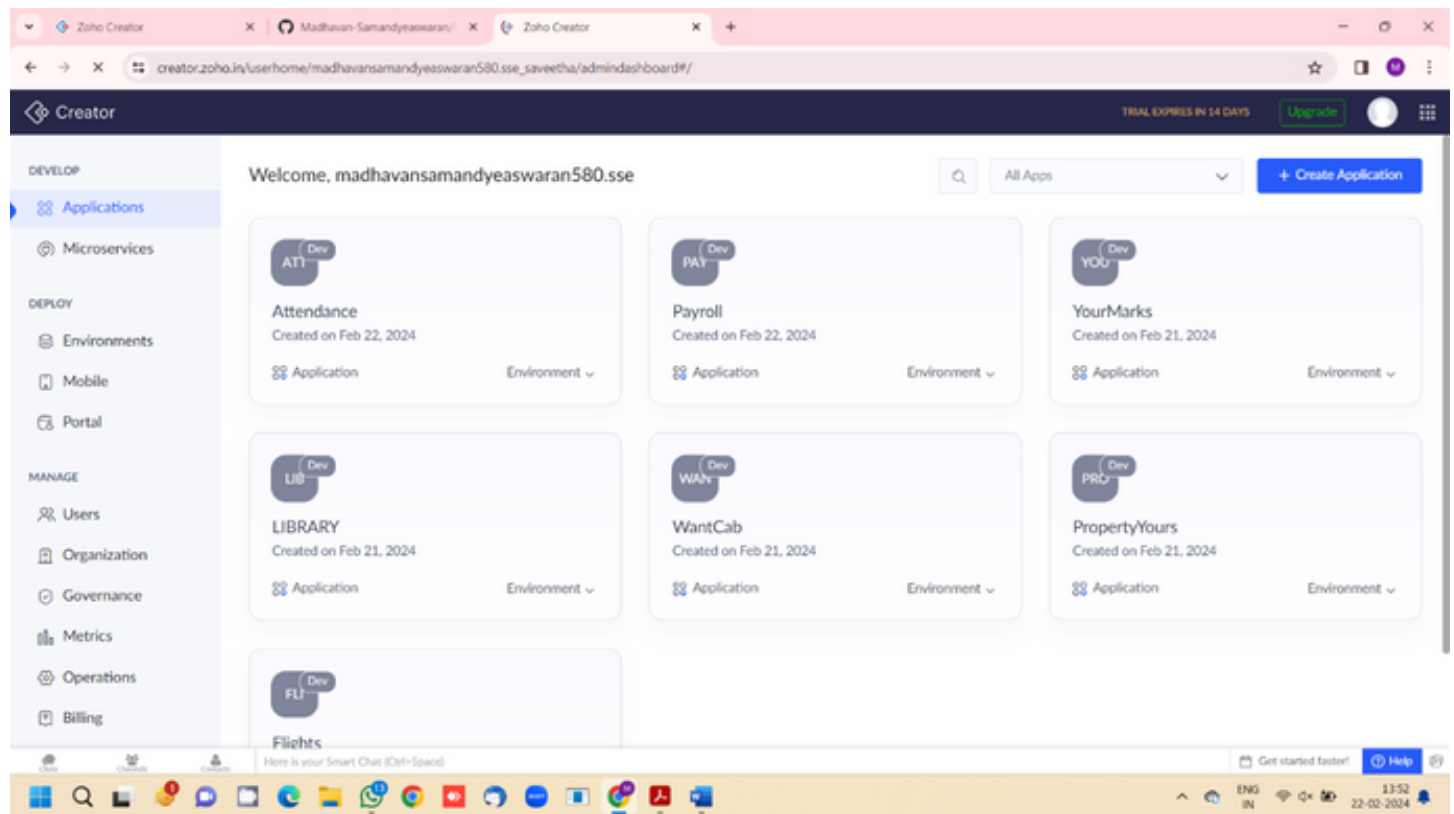 Zoho Creator
Madhavan-Samandyeaswaran/
Zoho Creator
creator.zoho.in/userhome/madhavansamandyeaswaran580.sse_saveetha/admindashboard#/
Creator
TRIAL EXPIRES IN 14 DAYS
Upgrade
DEVELOP
Applications
Microservices
DEPLOY
Environments
Mobile
Portal
MANAGE
Users
Organization
Governance
Metrics
Operations
Billing
Welcome, madhavansamandyeaswaran580.sse
All Apps
+ Create Application
ATT Dev
Attendance
Created on Feb 22, 2024
Application Environment
PAY Dev
Payroll
Created on Feb 22, 2024
Application Environment
YOU Dev
YourMarks
Created on Feb 21, 2024
Application Environment
LIB Dev
LIBRARY
Created on Feb 21, 2024
Application Environment
WAN Dev
WantCab
Created on Feb 21, 2024
Application Environment
PRO Dev
PropertyYours
Created on Feb 21, 2024
Application Environment
FLI Dev
Flights
Chats Channels Contacts Here is your Smart Chat (Ctrl+Space) Get started faster! Help
ENG
IN
13:52
22-02-2024